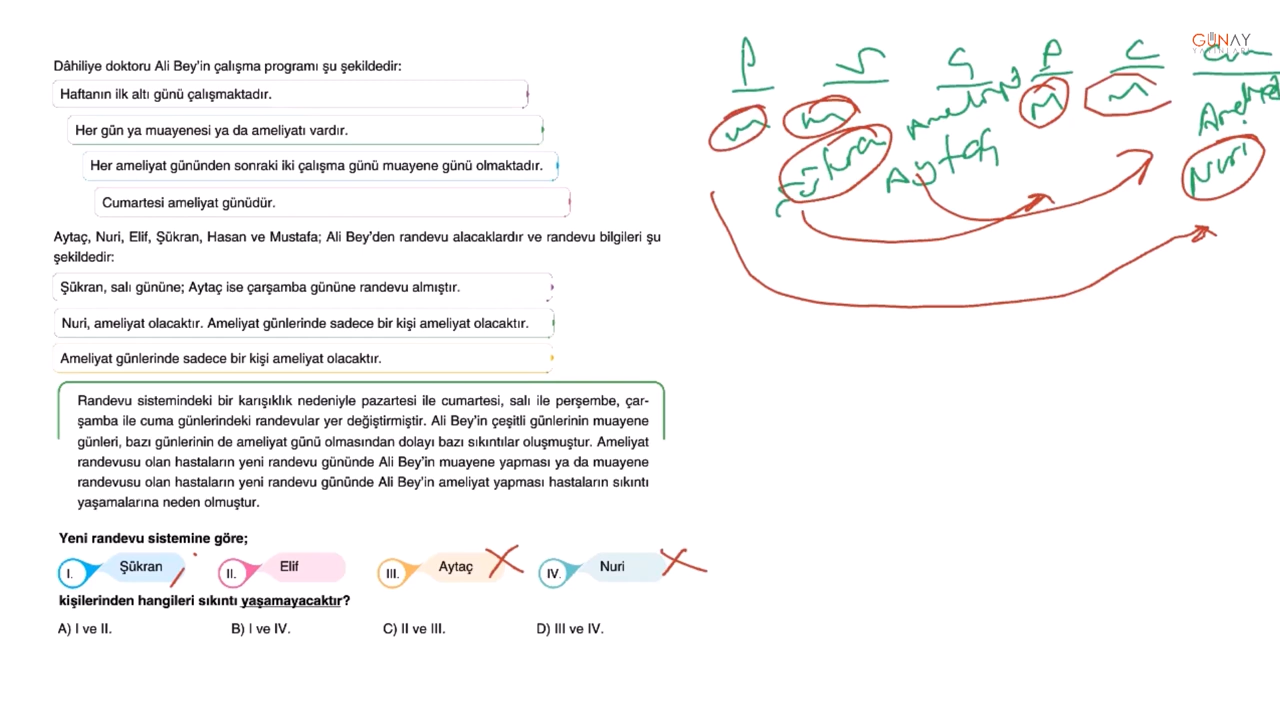 GÜNAY
YAYINLARI
P S Ç P C Cm
m m Ameliyat M M Ameliyat
Şükran Aytaç Nuri
Dâhiliye doktoru Ali Bey'in çalışma programı şu şekildedir:
Haftanın ilk altı günü çalışmaktadır.
Her gün ya muayenesi ya da ameliyatı vardır.
Her ameliyat gününden sonraki iki çalışma günü muayene günü olmaktadır.
Cumartesi ameliyat günüdür.
Aytaç, Nuri, Elif, Şükran, Hasan ve Mustafa; Ali Bey'den randevu alacaklardır ve randevu bilgileri şu
şekildedir:
Şükran, salı gününe; Aytaç ise çarşamba gününe randevu almıştır.
Nuri, ameliyat olacaktır. Ameliyat günlerinde sadece bir kişi ameliyat olacaktır.
Ameliyat günlerinde sadece bir kişi ameliyat olacaktır.
Randevu sistemindeki bir karışıklık nedeniyle pazartesi ile cumartesi, salı ile perşembe, çar-
şamba ile cuma günlerindeki randevular yer değiştirmiştir. Ali Bey'in çeşitli günlerinin muayene
günleri, bazı günlerinin de ameliyat günü olmasından dolayı bazı sıkıntılar oluşmuştur. Ameliyat
randevusu olan hastaların yeni randevu gününde Ali Bey'in muayene yapması ya da muayene
randevusu olan hastaların yeni randevu gününde Ali Bey'in ameliyat yapması hastaların sıkıntı
yaşamalarına neden olmuştur.
Yeni randevu sistemine göre;
I. Şükran II. Elif III. Aytaç IV. Nuri
kişilerinden hangileri sıkıntı yaşamayacaktır?
A) I ve II. B) I ve IV. C) II ve III. D) III ve IV.